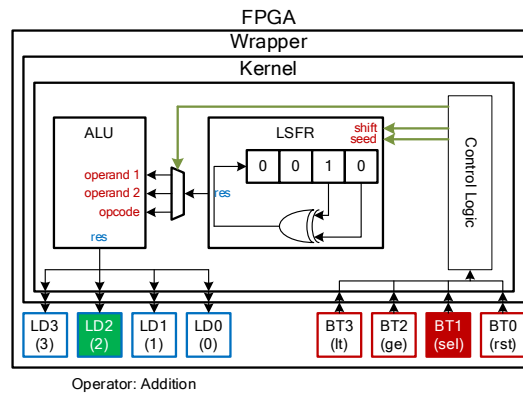 FPGA
Wrapper
Kernel
ALU
LSFR
shift
seed
0 0 1 0
operand 1
operand 2
opcode
res
res
Control Logic
LD3 (3)
LD2 (2)
LD1 (1)
LD0 (0)
BT3 (lt)
BT2 (ge)
BT1 (sel)
BT0 (rst)
Operator: Addition